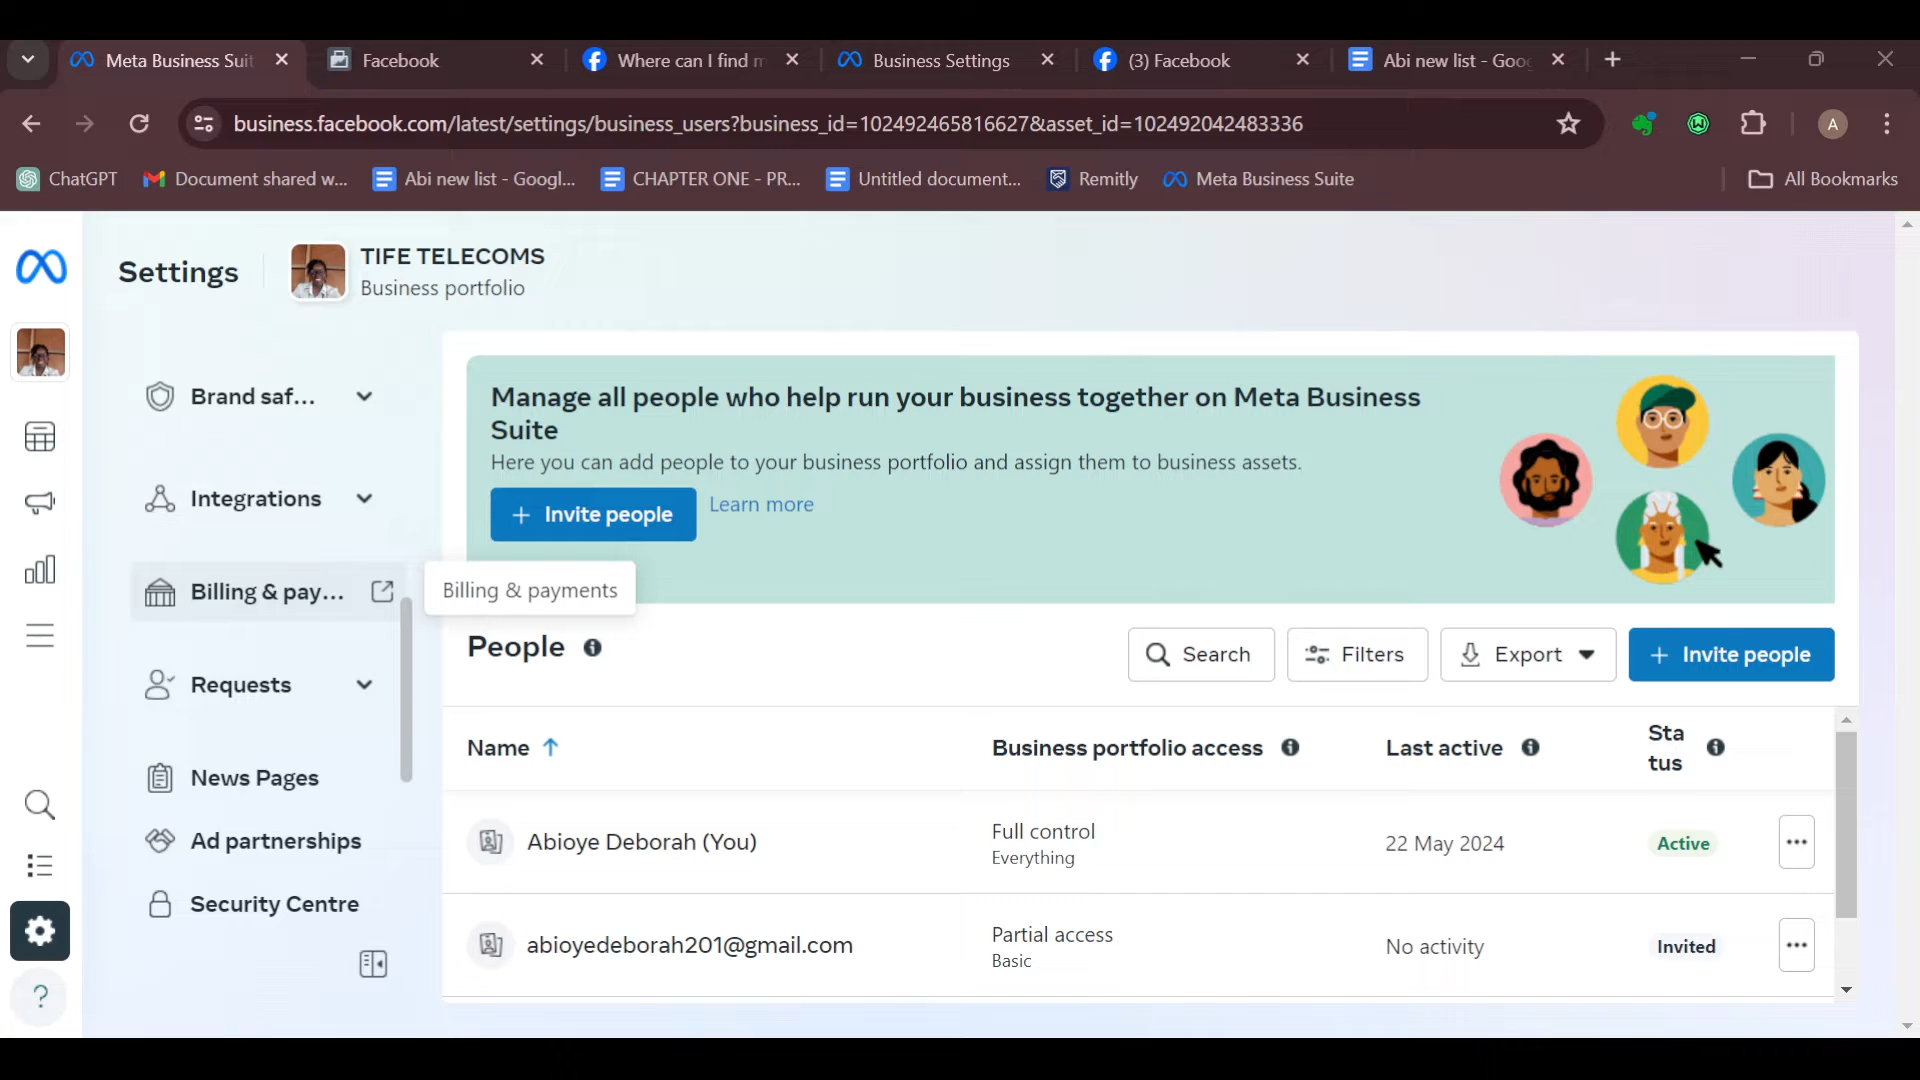 Meta Business Suit
Facebook
Where can I find m
Business Settings
(3) Facebook
Abi new list - Goog
business.facebook.com/latest/settings/business_users?business_id=102492465816627&asset_id=102492042483336
A
ChatGPT
Document shared w...
Abi new list - Googl...
CHAPTER ONE - PR...
Untitled document...
Remitly
Meta Business Suite
All Bookmarks
Settings
TIFE TELECOMS
Business portfolio
Brand saf...
Integrations
Billing & pay...
Billing & payments
Requests
News Pages
Ad partnerships
Security Centre
?
Manage all people who help run your business together on Meta Business
Suite
Here you can add people to your business portfolio and assign them to business assets.
+ Invite people
Learn more
People
Search
Filters
Export
+ Invite people
Name
Business portfolio access
Last active
Sta
tus
Abioye Deborah (You)
Full control
Everything
22 May 2024
Active
abioyedeborah201@gmail.com
Partial access
Basic
No activity
Invited